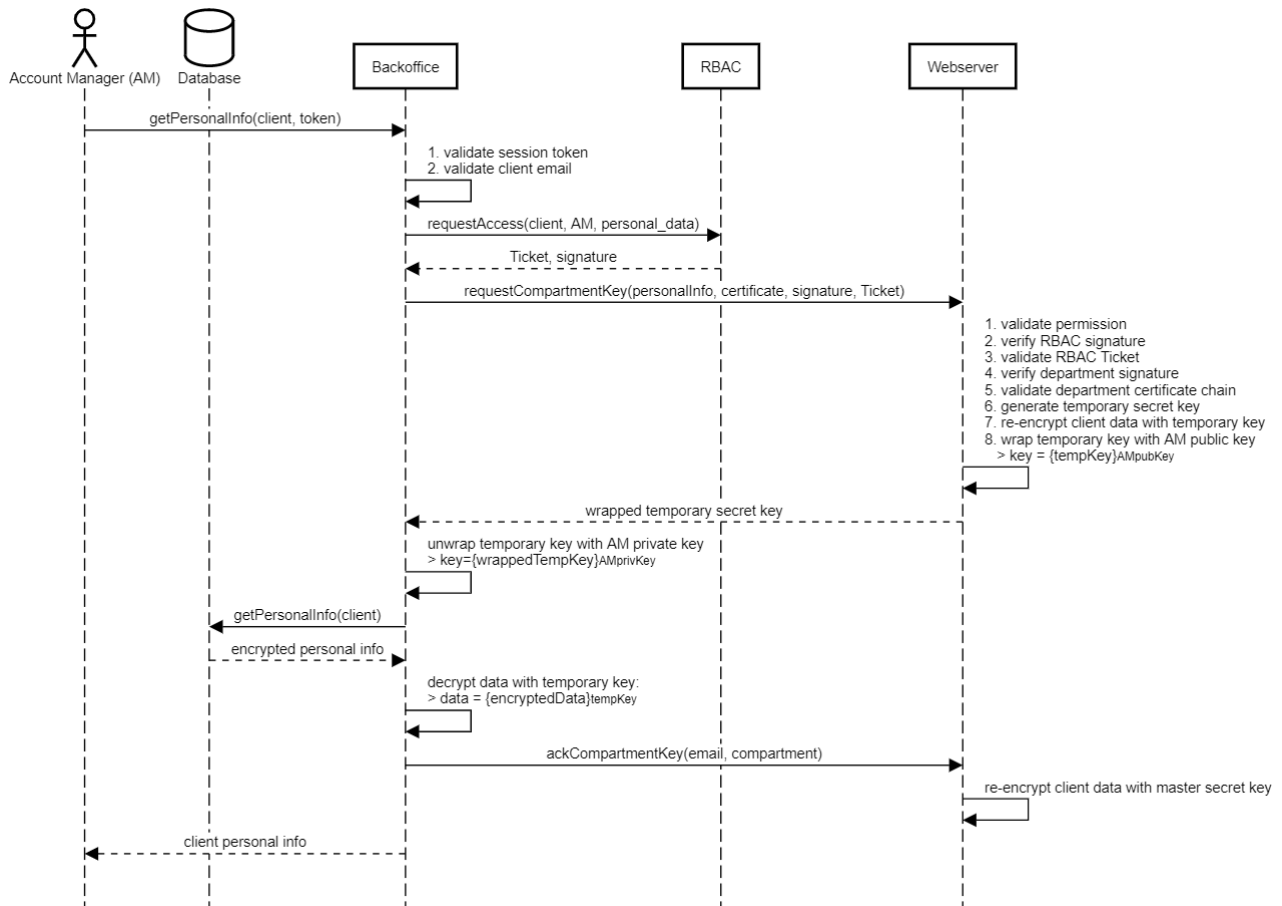 Account Manager (AM)
Database
Backoffice
RBAC
Webserver
getPersonalInfo(client, token)
1. validate session token
2. validate client email
requestAccess(client, AM, personal_data)
Ticket, signature
requestCompartmentKey(personalInfo, certificate, signature, Ticket)
1. validate permission
2. verify RBAC signature
3. validate RBAC Ticket
4. verify department signature
5. validate department certificate chain
6. generate temporary secret key
7. re-encrypt client data with temporary key
8. wrap temporary key with AM public key
> key = {tempKey}AMpubKey
wrapped temporary secret key
unwrap temporary key with AM private key
> key={wrappedTempKey}AMprivKey
getPersonalInfo(client)
encrypted personal info
decrypt data with temporary key:
> data = {encryptedData}tempKey
ackCompartmentKey(email, compartment)
re-encrypt client data with master secret key
client personal info